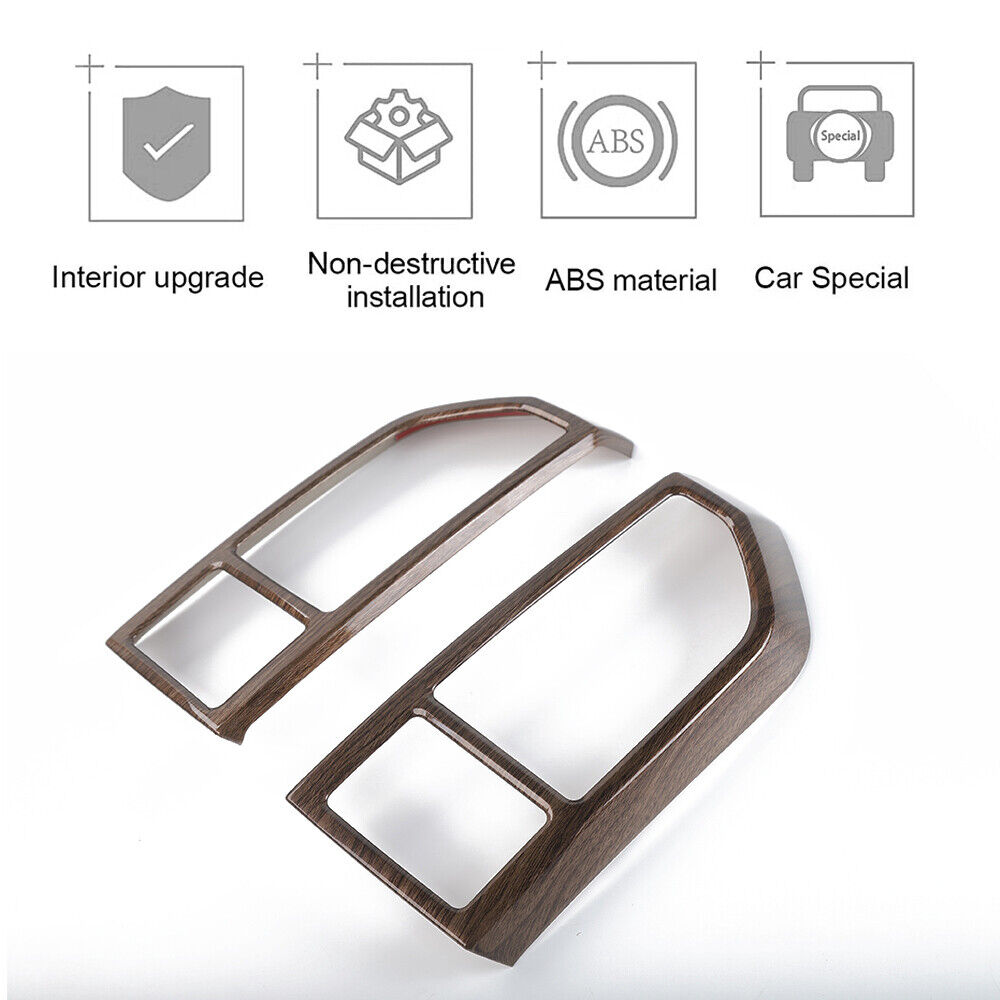 ABS
Special
Interior upgrade
Non-destructive
installation
ABS material
Car Special